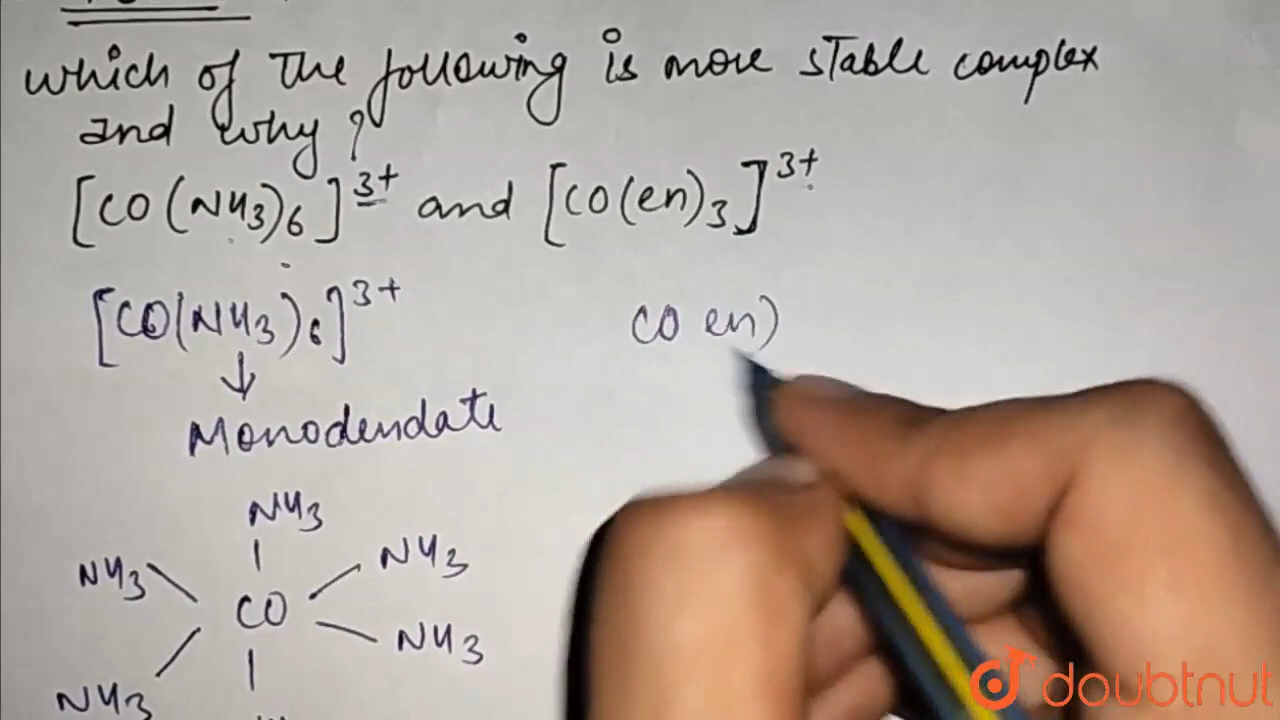 which of the following is more stable complex
and why?
[CO(NH3)6]3+ and [CO(en)3]3+
[CO(NH3)6]3+
CO en)
↓
Monodendate
NH3
NH3
NH3
CO
NH3
NH3
doubtnut